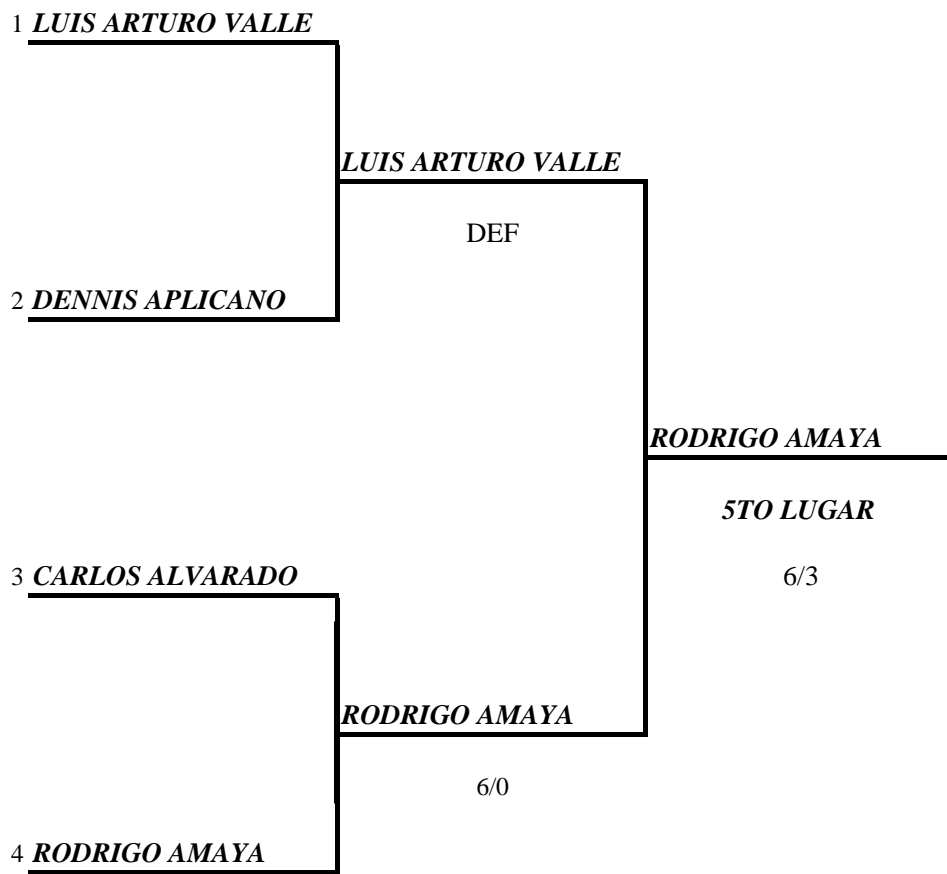 1 LUIS ARTURO VALLE
LUIS ARTURO VALLE
DEF
2 DENNIS APLICANO
RODRIGO AMAYA
5TO LUGAR
3 CARLOS ALVARADO
6/3
RODRIGO AMAYA
6/0
4 RODRIGO AMAYA